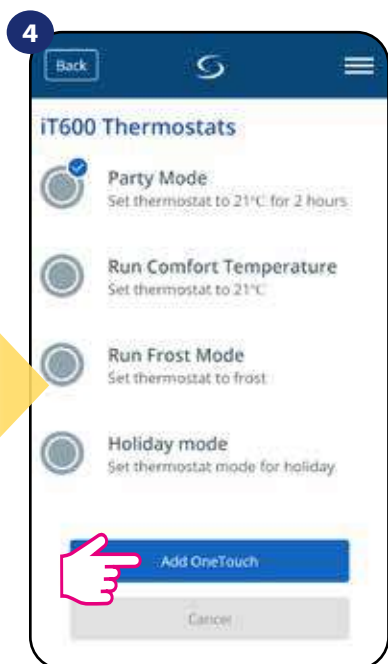 4
Back
iT600 Thermostats
Party Mode
Set thermostat to 21°C for 2 hours
Run Comfort Temperature
Set thermostat to 21°C
Run Frost Mode
Set thermostat to frost
Holiday mode
Set thermostat mode for holiday
Add OneTouch
Cancel